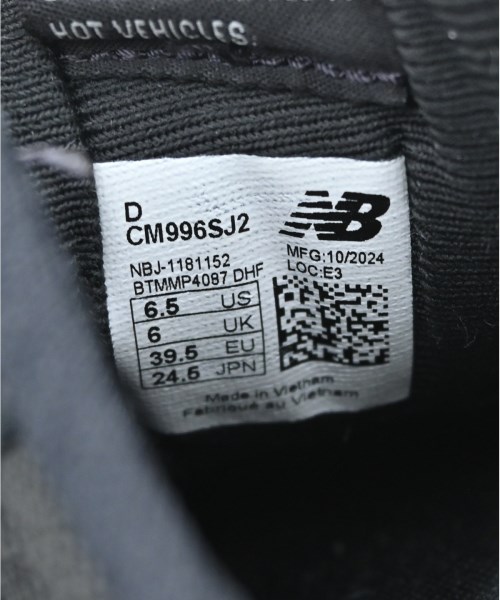 HOT VEHICLES.
D
CM996SJ2
NB
NBJ-1181152
BTMMP4087 DHF
MFG:10/2024
LOC:E3
6.5 US
6 UK
39.5 EU
24.5 JPN
Made in Vietnam
Fabriqué au Vietnam